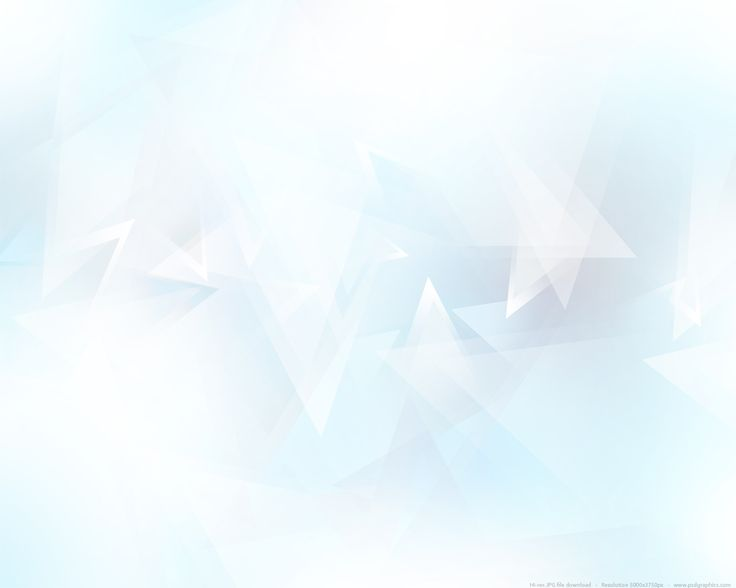 Hi-res JPG file download - Resolution 5000x3750px - www.psdgraphics.com